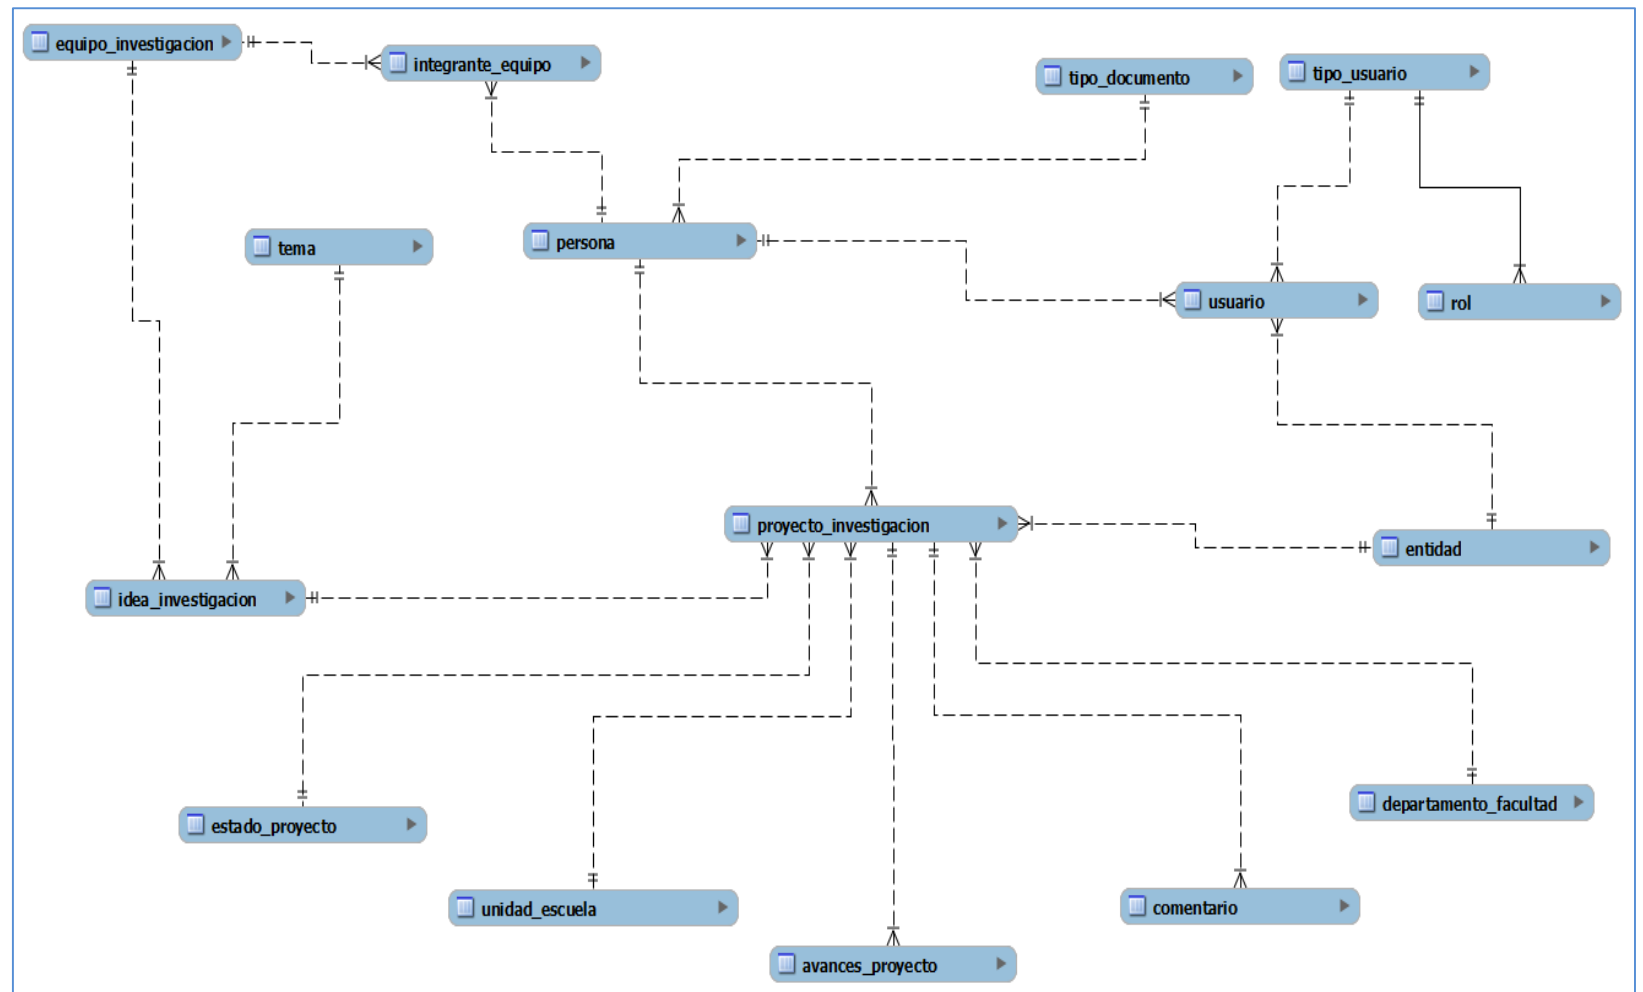 equipo_investigacion
integrante_equipo
tipo_documento
tipo_usuario
tema
persona
usuario
rol
proyecto_investigacion
entidad
idea_investigacion
estado_proyecto
departamento_facultad
unidad_escuela
comentario
avances_proyecto